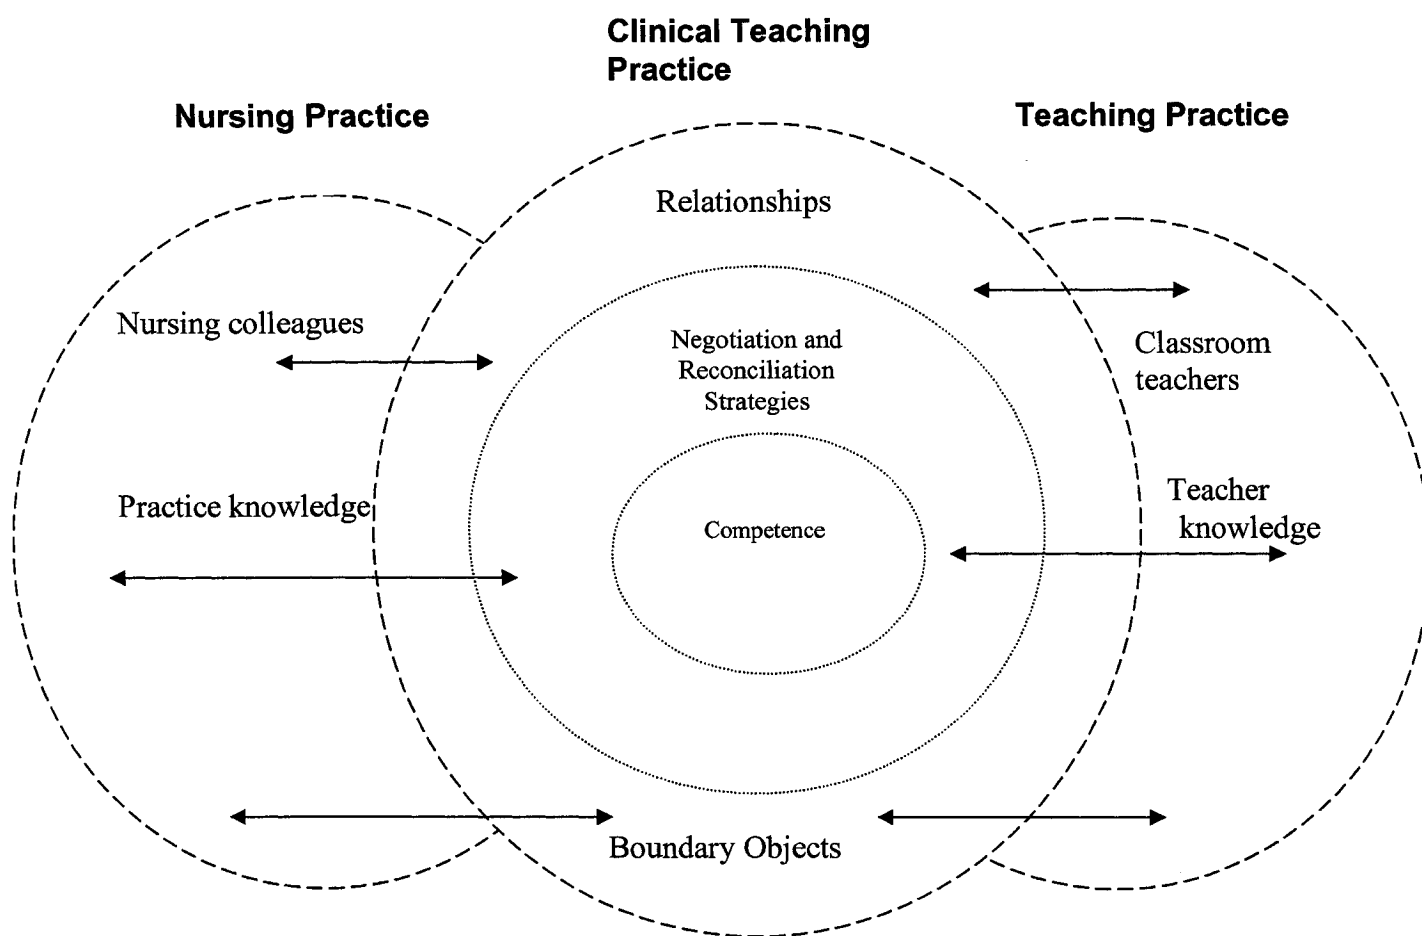 Clinical Teaching
Practice
Nursing Practice
Teaching Practice
Relationships
Nursing colleagues
Negotiation and
Reconciliation
Strategies
Classroom
teachers
Practice knowledge
Competence
Teacher
knowledge
Boundary Objects